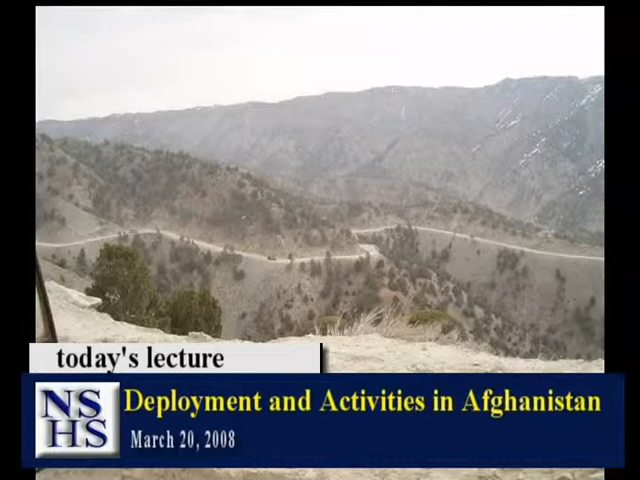 today's lecture
NS
HS
Deployment and Activities in Afghanistan
March 20, 2008